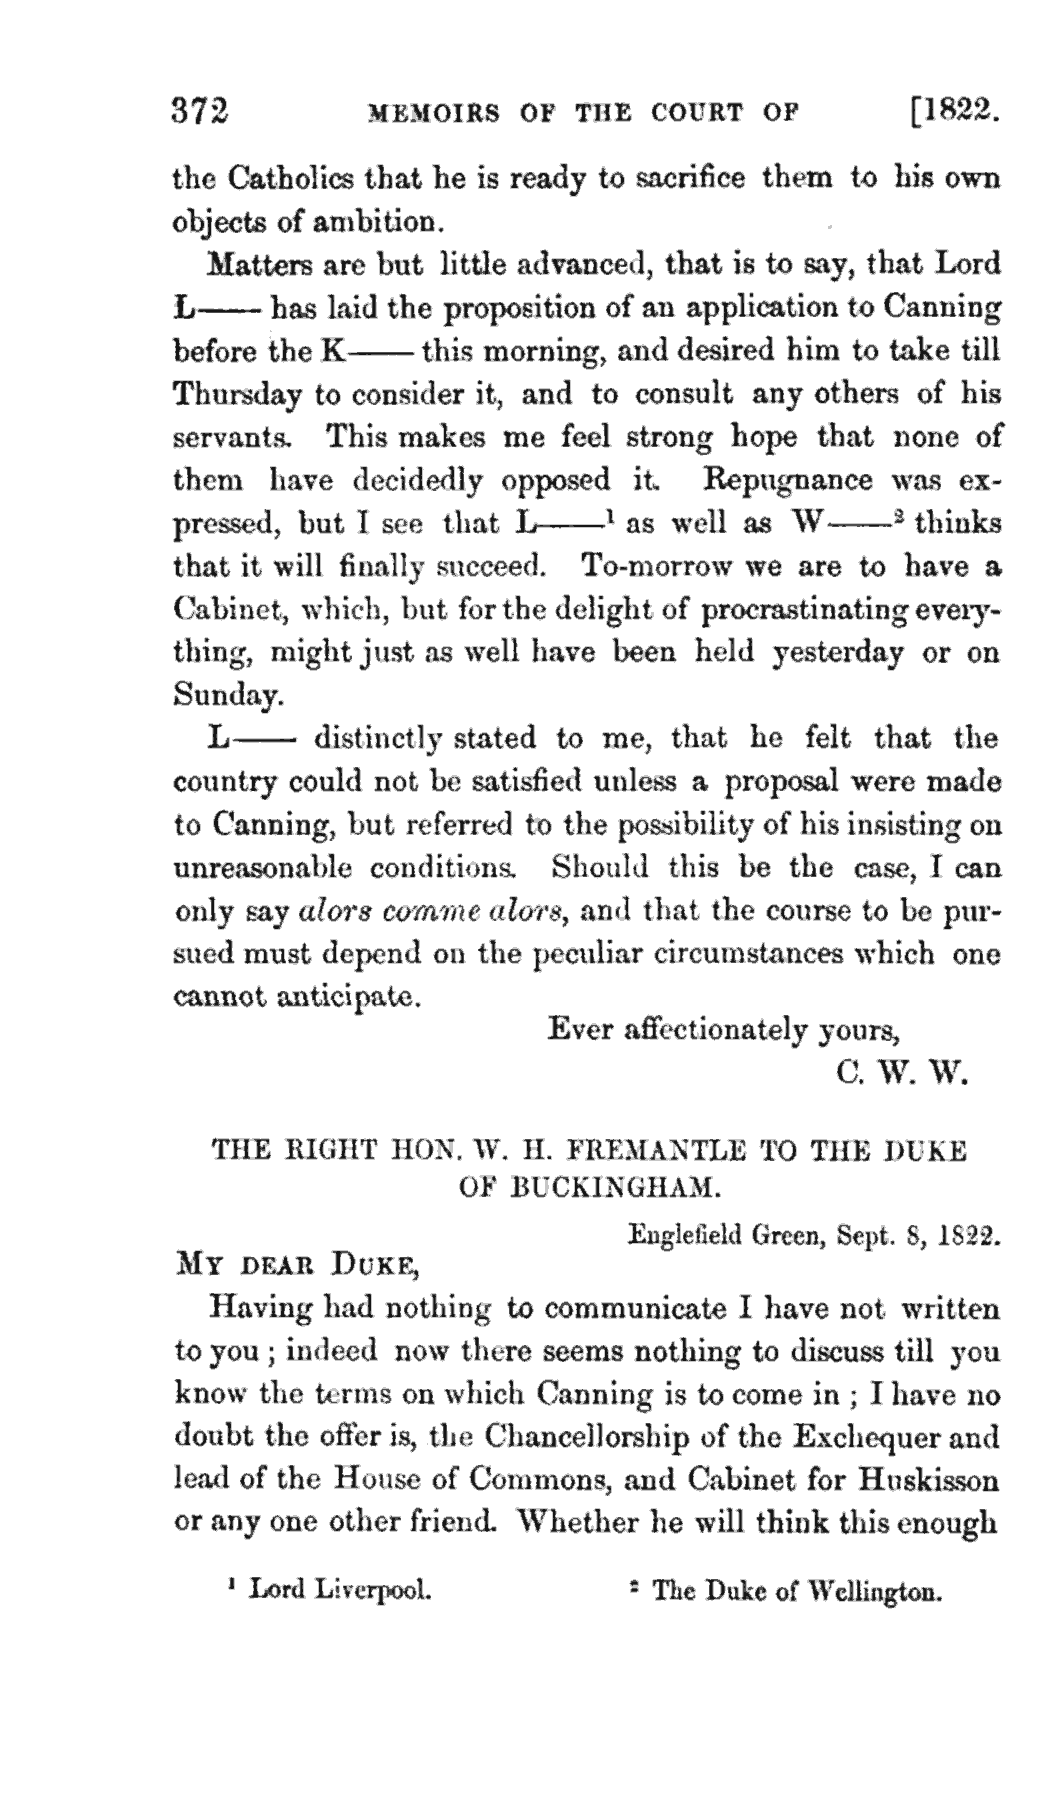 372 MEMOIRS OF THE COURT OF [1822.
the Catholics that he is ready to sacrifice them to his own
objects of ambition.
Matters are but little advanced, that is to say, that Lord
L—— has laid the proposition of an application to Canning
before the K—— this morning, and desired him to take till
Thursday to consider it, and to consult any others of his
servants. This makes me feel strong hope that none of
them have decidedly opposed it. Repugnance was ex-
pressed, but I see that L——¹ as well as W——² thinks
that it will finally succeed. To-morrow we are to have a
Cabinet, which, but for the delight of procrastinating every-
thing, might just as well have been held yesterday or on
Sunday.
L—— distinctly stated to me, that he felt that the
country could not be satisfied unless a proposal were made
to Canning, but referred to the possibility of his insisting on
unreasonable conditions. Should this be the case, I can
only say alors comme alors, and that the course to be pur-
sued must depend on the peculiar circumstances which one
cannot anticipate.
Ever affectionately yours,
C. W. W.
THE RIGHT HON. W. H. FREMANTLE TO THE DUKE
OF BUCKINGHAM.
Englefield Green, Sept. 8, 1822.
MY DEAR DUKE,
Having had nothing to communicate I have not written
to you ; indeed now there seems nothing to discuss till you
know the terms on which Canning is to come in ; I have no
doubt the offer is, the Chancellorship of the Exchequer and
lead of the House of Commons, and Cabinet for Huskisson
or any one other friend. Whether he will think this enough
¹ Lord Liverpool. ² The Duke of Wellington.